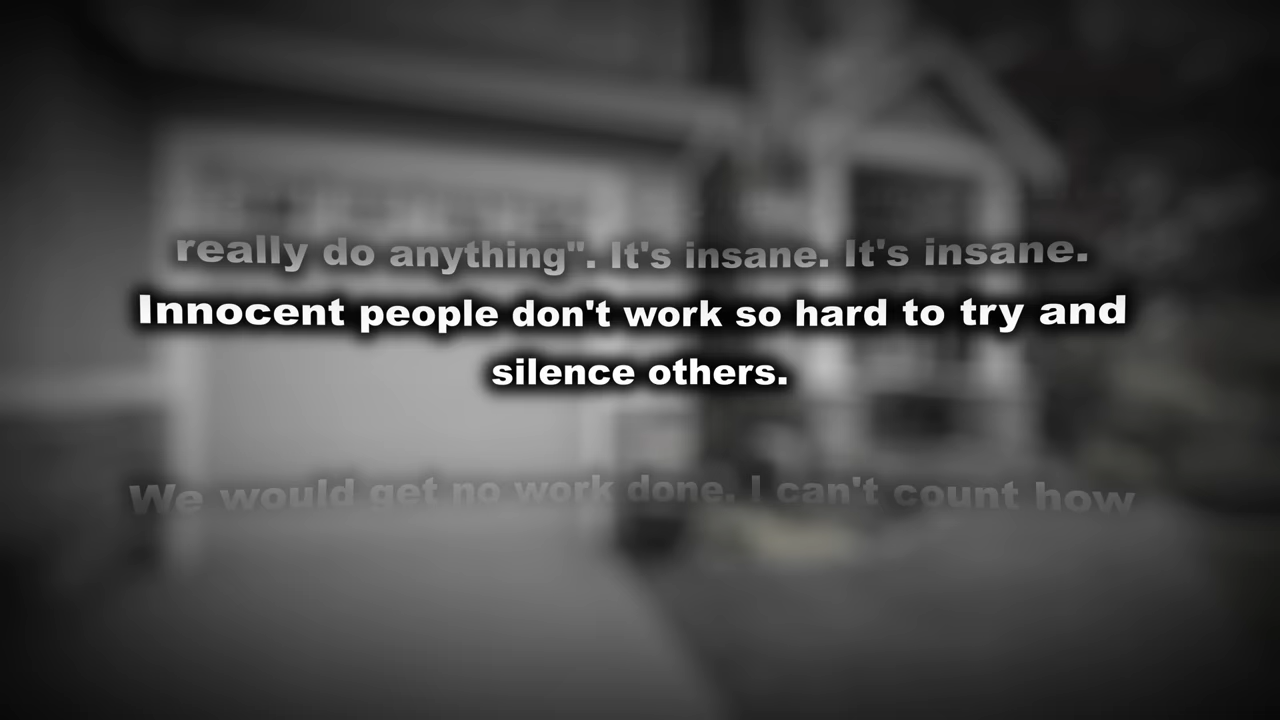 really do anything". It's insane. It's insane.
Innocent people don't work so hard to try and
silence others.
We would get no work done. I can't count how